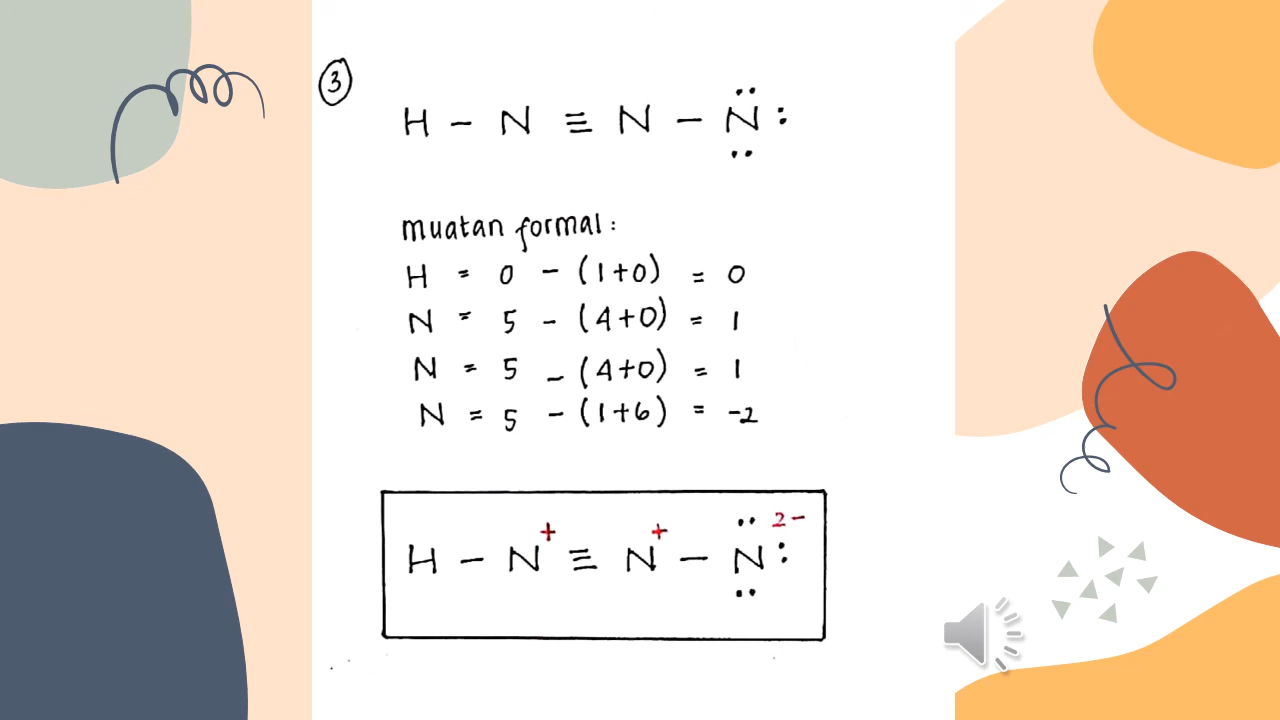 3
H - N ≡ N - N̈:
muatan formal :
H = 0 - (1+0) = 0
N = 5 - (4+0) = 1
N = 5 - (4+0) = 1
N = 5 - (1+6) = -2
H - N⁺ ≡ N⁺ - N̈:²⁻